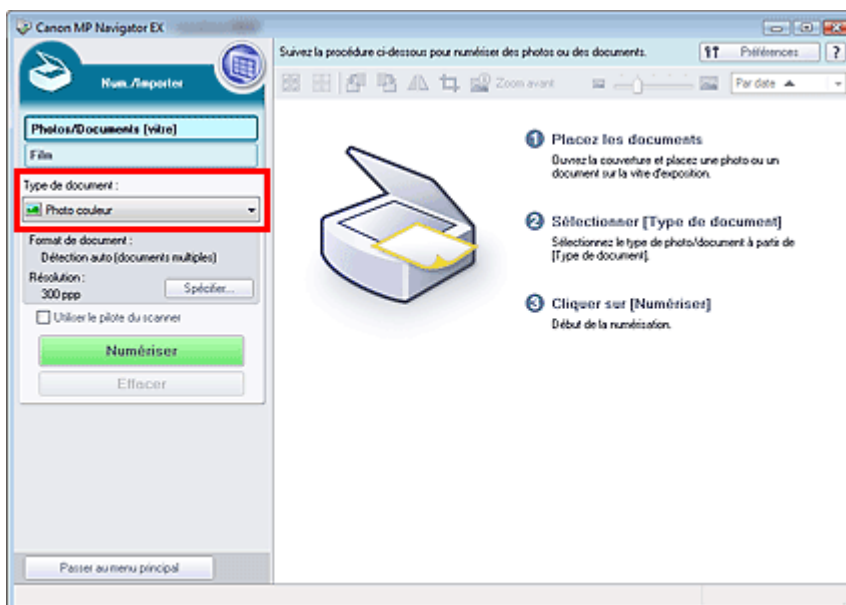 Canon MP Navigator EX
Num./Importer
Photos/Documents (vitre)
Film
Type de document :
Photo couleur
Format de document :
Détection auto (documents multiples)
Résolution :
300 ppp
Spécifier...
Utiliser le pilote du scanner
Numériser
Effacer
Passer au menu principal
Suivez la procédure ci-dessous pour numériser des photos ou des documents.
Préférences
?
Zoom avant
Par date
1 Placez les documents
Ouvrez la couverture et placez une photo ou un
document sur la vitre d'exposition.
2 Sélectionner [Type de document]
Sélectionnez le type de photo/document à partir de
[Type de document].
3 Cliquer sur [Numériser]
Début de la numérisation.